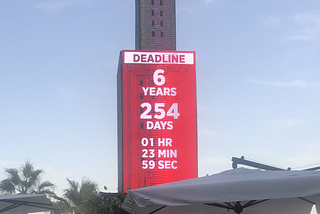 DEADLINE
6
YEARS
254
DAYS
01 HR
23 MIN
59 SEC